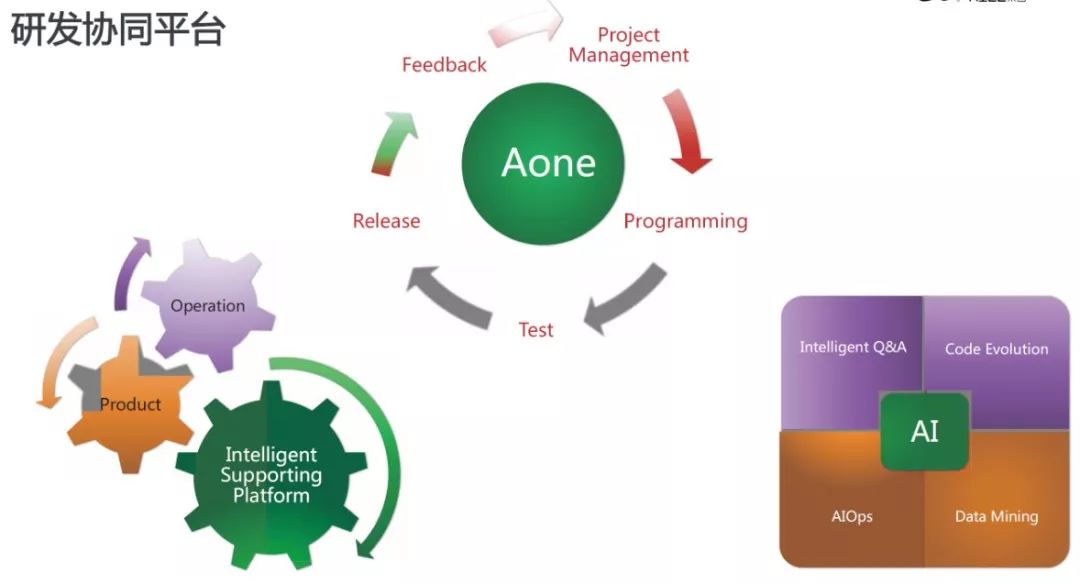 研发协同平台
Feedback
Project
Management
Aone
Release
Programming
Test
Operation
Product
Intelligent
Supporting
Platform
Intelligent Q&A
Code Evolution
AI
AIOps
Data Mining